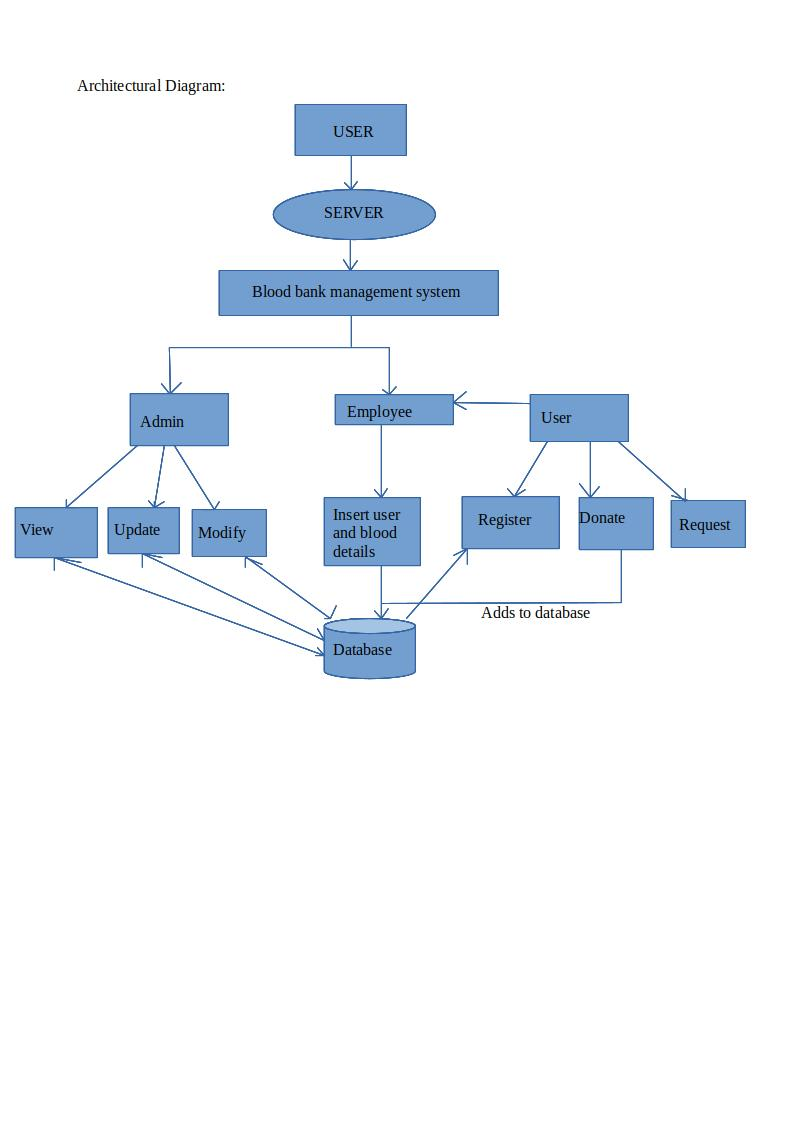 Architectural Diagram:
USER
SERVER
Blood bank management system
Admin
Employee
User
View
Update
Modify
Insert user
and blood
details
Register
Donate
Request
Adds to database
Database